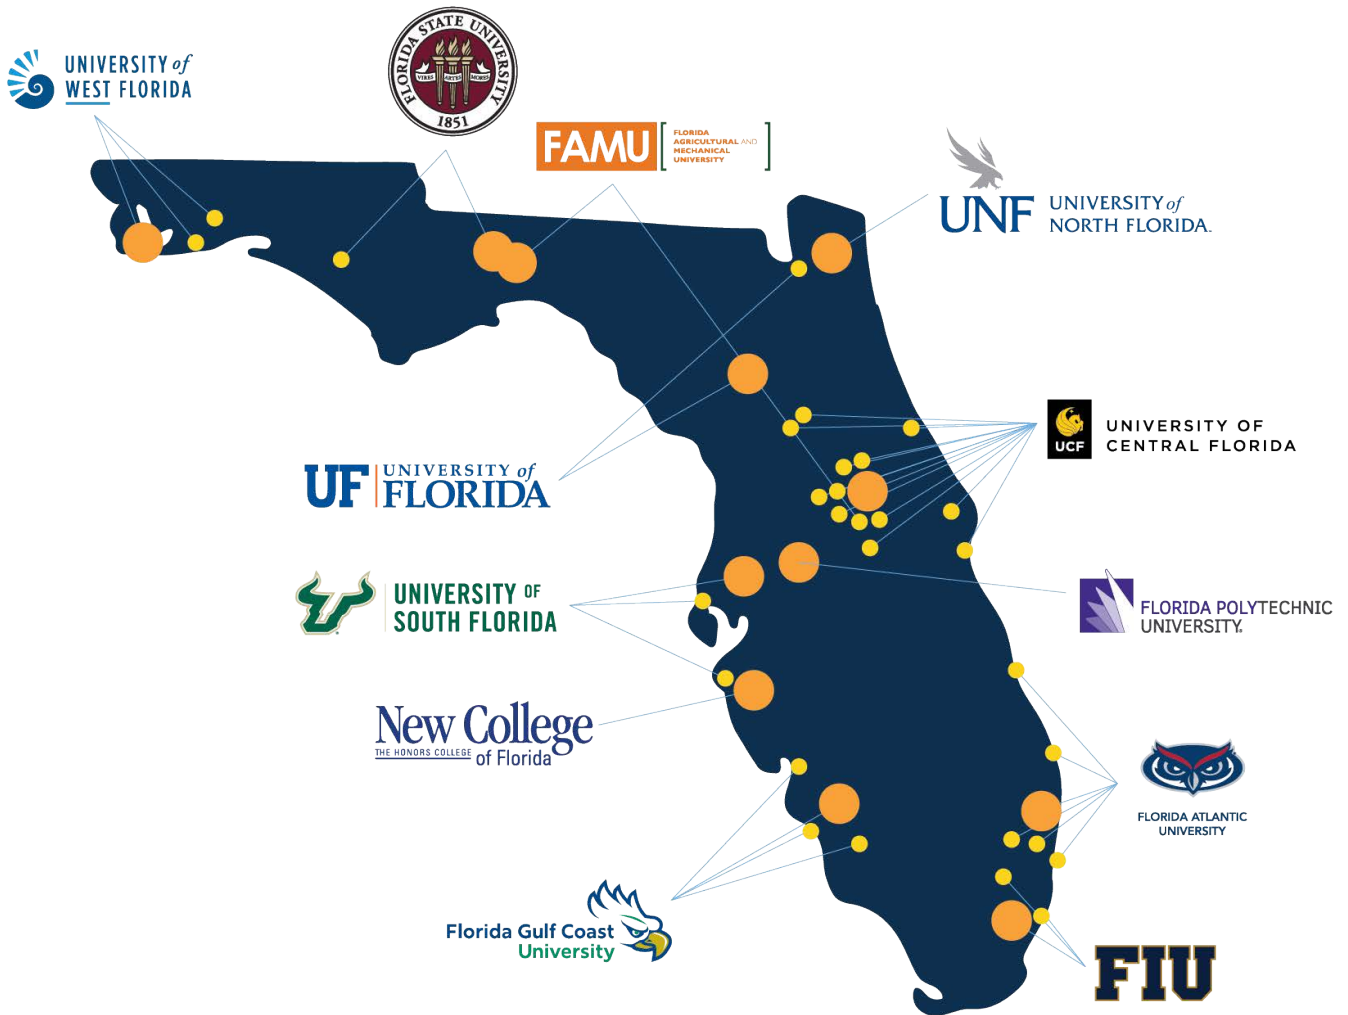 UNIVERSITY of
WEST FLORIDA
FLORIDA STATE UNIVERSITY
VIRES ARTES MORES
1851
FAMU
FLORIDA
AGRICULTURAL AND
MECHANICAL
UNIVERSITY
UNF
UNIVERSITY of
NORTH FLORIDA.
UCF
UNIVERSITY OF
CENTRAL FLORIDA
UF
UNIVERSITY of
FLORIDA
UNIVERSITY OF
SOUTH FLORIDA
FLORIDA POLYTECHNIC
UNIVERSITY.
New College
THE HONORS COLLEGE
of Florida
FLORIDA ATLANTIC
UNIVERSITY
Florida Gulf Coast
University
FIU